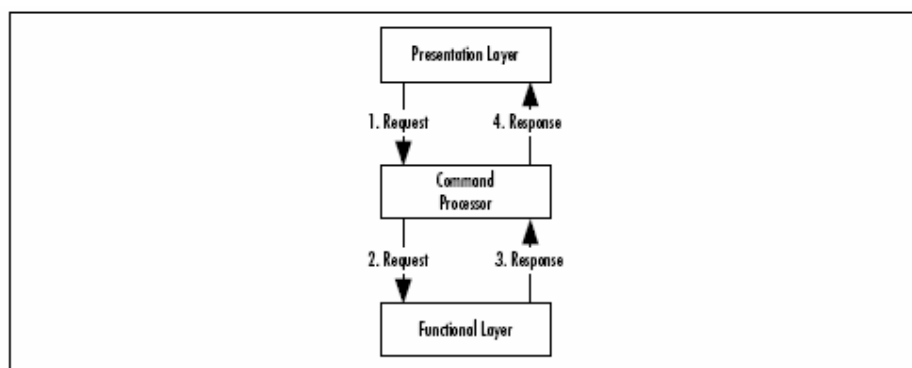 Presentation Layer
1. Request
4. Response
Command
Processor
2. Request
3. Response
Functional Layer